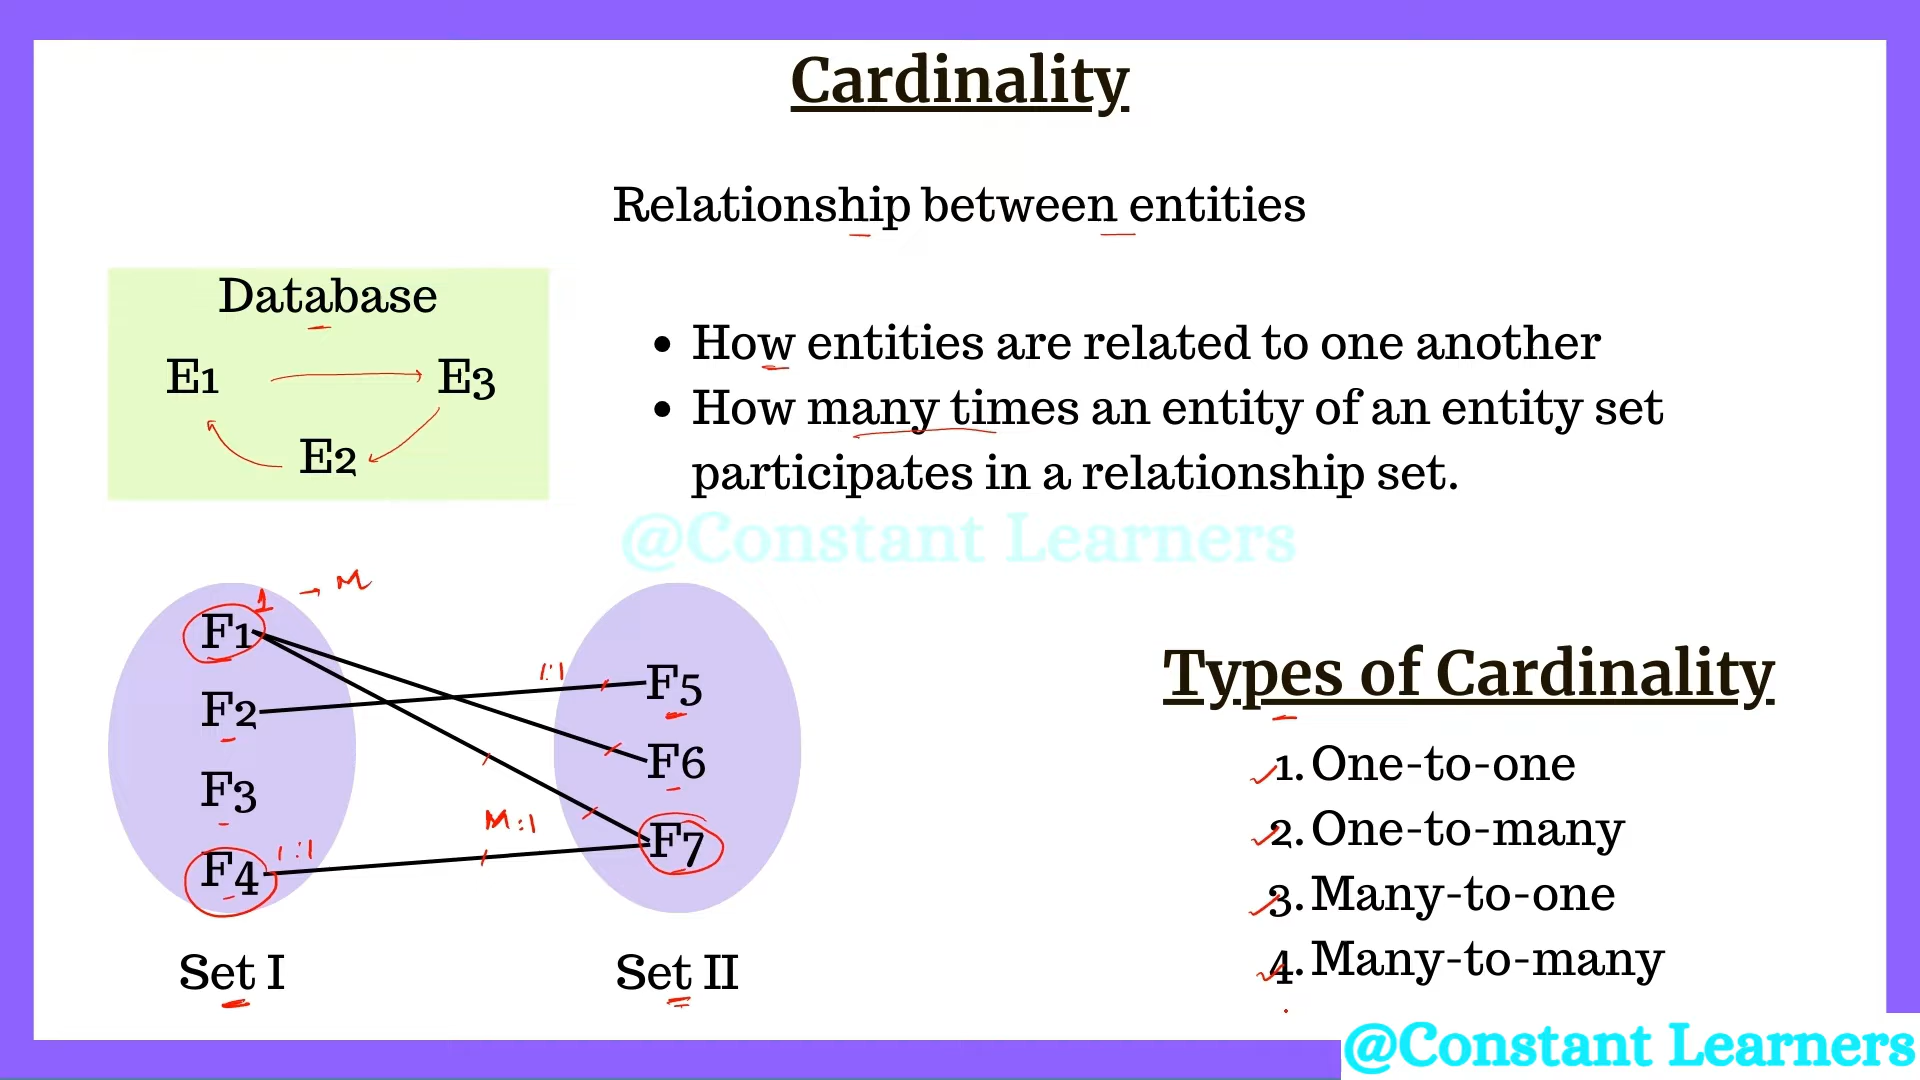 Cardinality
Relationship between entities
Database
E1
E3
E2
• How entities are related to one another
• How many times an entity of an entity set
participates in a relationship set.
@Constant Learners
1 → M
F1
F2
F3
F4
1:1
1:1
M:1
F5
F6
F7
Set I
Set II
Types of Cardinality
1. One-to-one
2. One-to-many
3. Many-to-one
4. Many-to-many
@Constant Learners